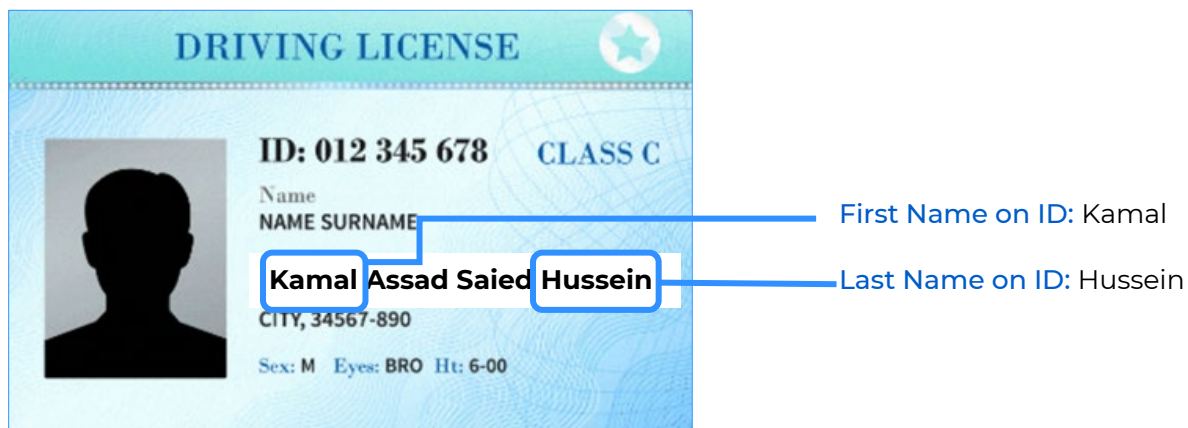 DRIVING LICENSE
ID: 012 345 678 CLASS C
Name
NAME SURNAME
First Name on ID: Kamal
Kamal Assad Saied Hussein
Last Name on ID: Hussein
CITY, 34567-890
Sex: M Eyes: BRO Ht: 6-00